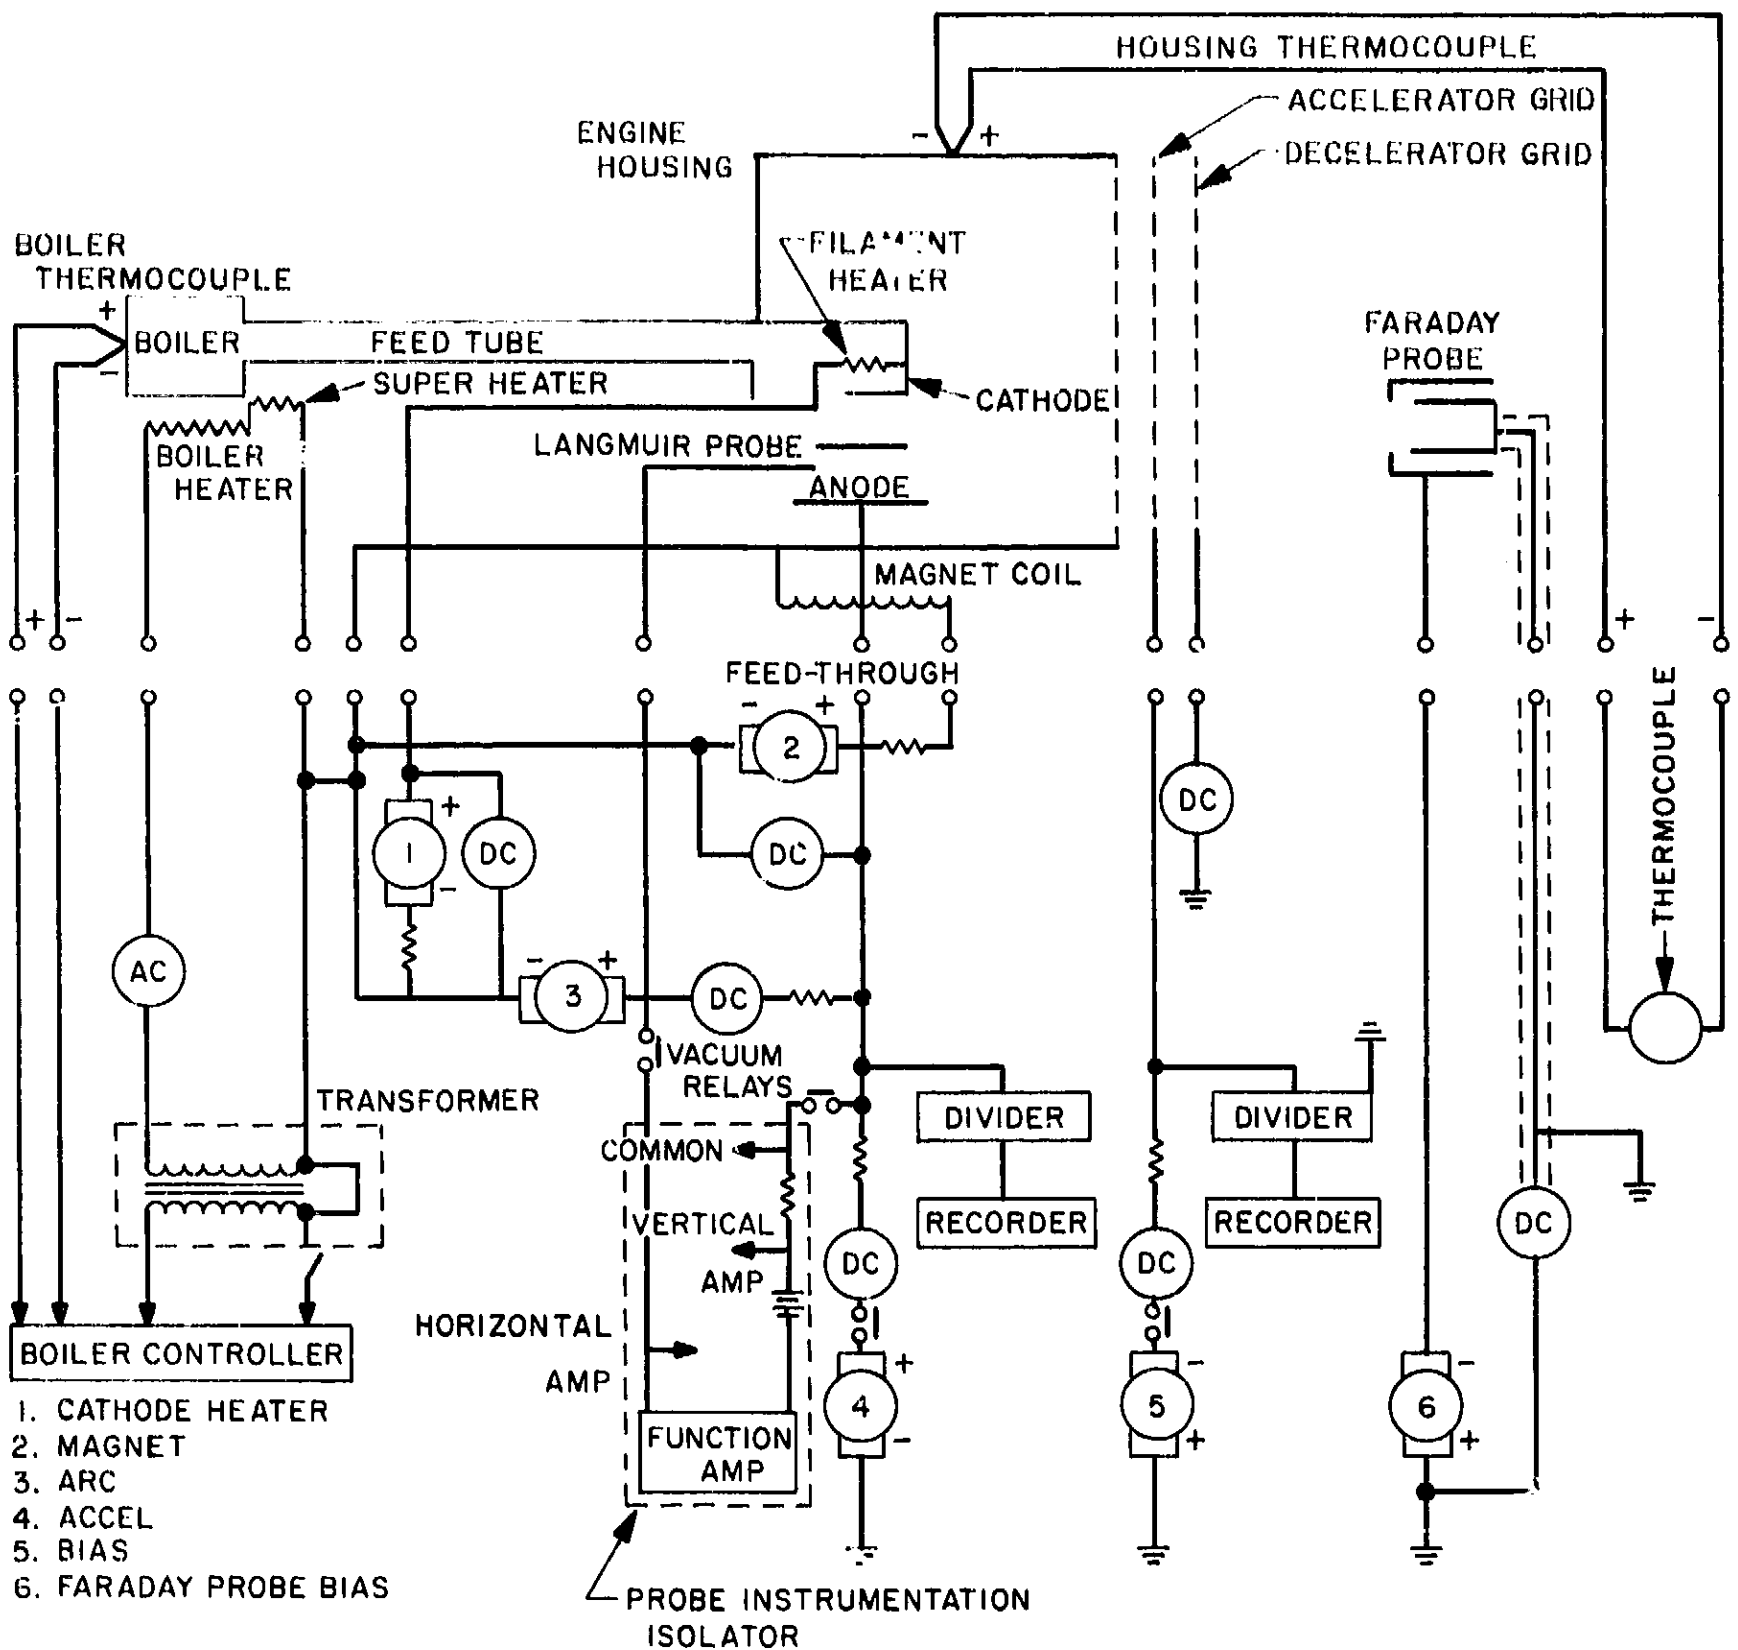 HOUSING THERMOCOUPLE
ACCELERATOR GRID
DECELERATOR GRID
- +
ENGINE
HOUSING
BOILER
THERMOCOUPLE
FILAMENT
HEATER
+
BOILER
-
FEED TUBE
SUPER HEATER
CATHODE
FARADAY
PROBE
BOILER
HEATER
LANGMUIR PROBE
ANODE
MAGNET COIL
+ -
+ -
FEED-THROUGH
THERMOCOUPLE
- 2 +
DC
+
1
-
DC
DC
AC
- 3 +
DC
VACUUM
RELAYS
TRANSFORMER
COMMON
DIVIDER
DIVIDER
VERTICAL
AMP
RECORDER
RECORDER
DC
DC
DC
HORIZONTAL
AMP
BOILER CONTROLLER
+
4
-
-
5
+
-
6
+
FUNCTION
AMP
1. CATHODE HEATER
2. MAGNET
3. ARC
4. ACCEL
5. BIAS
6. FARADAY PROBE BIAS
PROBE INSTRUMENTATION
ISOLATOR